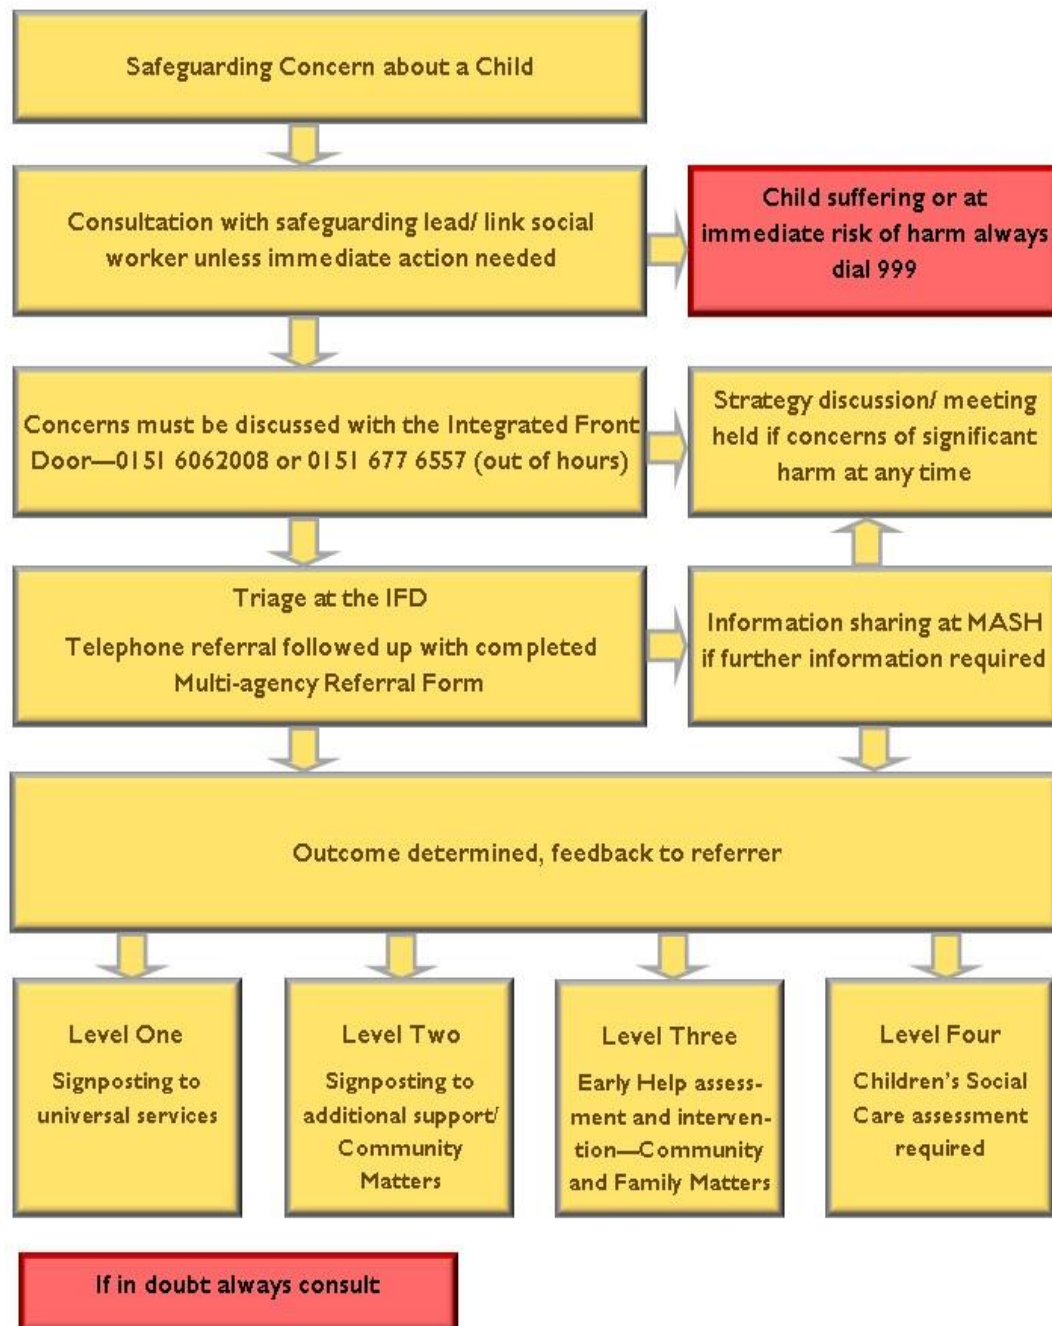 Safeguarding Concern about a Child
Consultation with safeguarding lead/ link social
worker unless immediate action needed
Child suffering or at
immediate risk of harm always
dial 999
Concerns must be discussed with the Integrated Front
Door—0151 6062008 or 0151 677 6557 (out of hours)
Strategy discussion/ meeting
held if concerns of significant
harm at any time
Triage at the IFD
Telephone referral followed up with completed
Multi-agency Referral Form
Information sharing at MASH
if further information required
Outcome determined, feedback to referrer
Level One
Signposting to
universal services
Level Two
Signposting to
additional support/
Community
Matters
Level Three
Early Help assess-
ment and interven-
tion—Community
and Family Matters
Level Four
Children's Social
Care assessment
required
If in doubt always consult